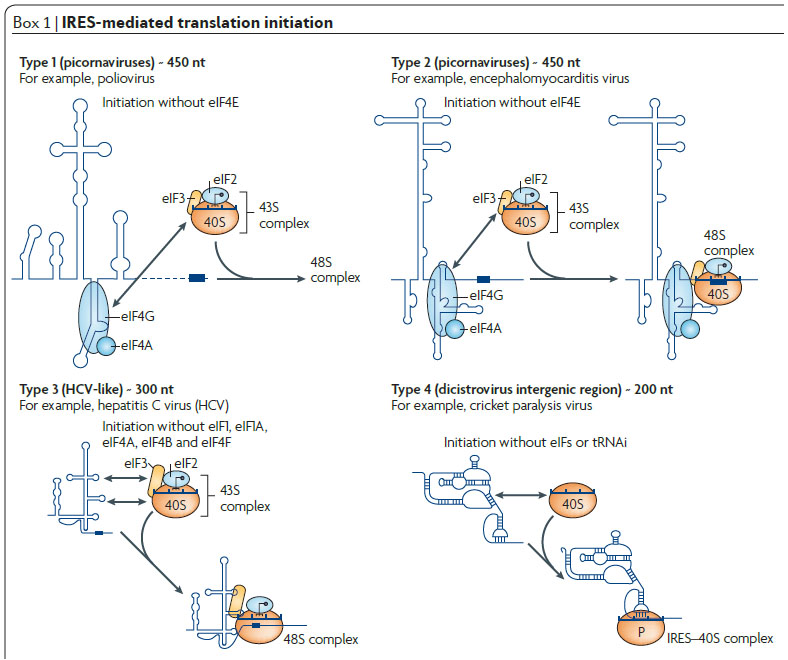 Box 1 | IRES-mediated translation initiation
Type 1 (picornaviruses) ~ 450 nt
For example, poliovirus
Initiation without eIF4E
eIF2
eIF3
40S
43S
complex
48S
complex
eIF4G
eIF4A
Type 2 (picornaviruses) ~ 450 nt
For example, encephalomyocarditis virus
Initiation without eIF4E
eIF2
eIF3
40S
43S
complex
48S
complex
40S
eIF4G
eIF4A
Type 3 (HCV-like) ~ 300 nt
For example, hepatitis C virus (HCV)
Initiation without eIF1, eIF1A,
eIF4A, eIF4B and eIF4F
eIF3
eIF2
40S
43S
complex
48S complex
40S
Type 4 (dicistrovirus intergenic region) ~ 200 nt
For example, cricket paralysis virus
Initiation without eIFs or tRNAi
40S
P
IRES–40S complex